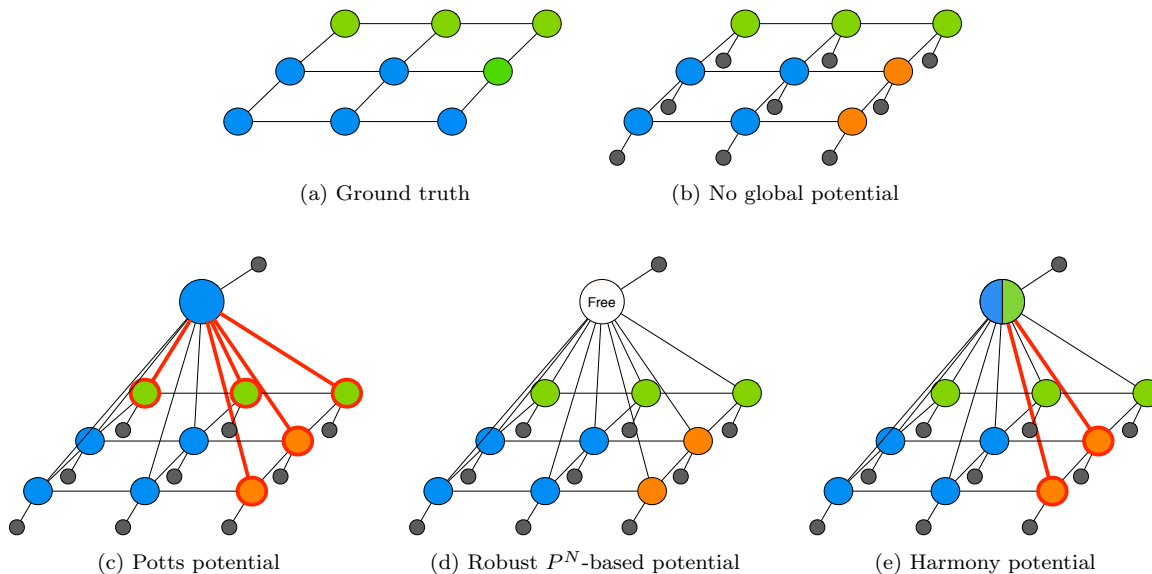 (a) Ground truth
(b) No global potential
Free
(c) Potts potential
(d) Robust P^N-based potential
(e) Harmony potential